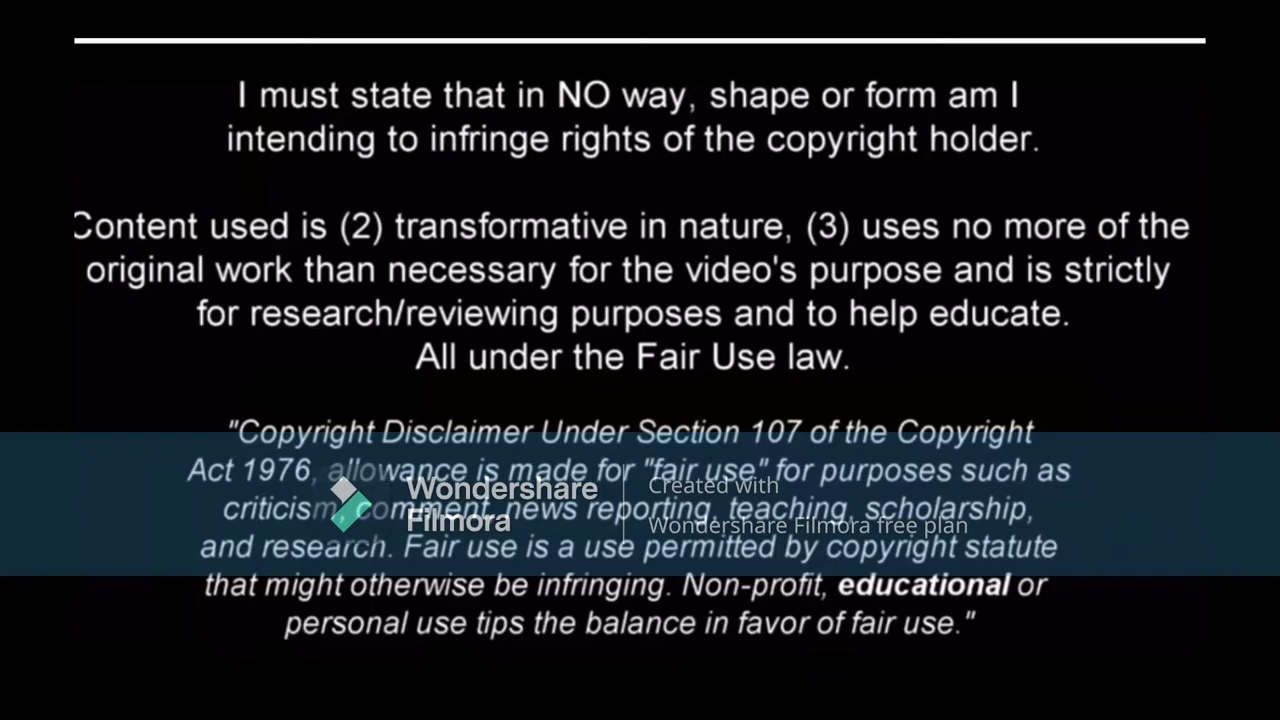 I must state that in NO way, shape or form am I
intending to infringe rights of the copyright holder.
Content used is (2) transformative in nature, (3) uses no more of the
original work than necessary for the video's purpose and is strictly
for research/reviewing purposes and to help educate.
All under the Fair Use law.
"Copyright Disclaimer Under Section 107 of the Copyright
Act 1976, allowance is made for "fair use" for purposes such as
criticism, comment, news reporting, teaching, scholarship,
and research. Fair use is a use permitted by copyright statute
that might otherwise be infringing. Non-profit, educational or
personal use tips the balance in favor of fair use."
Wondershare
Filmora
Created with
Wondershare Filmora free plan